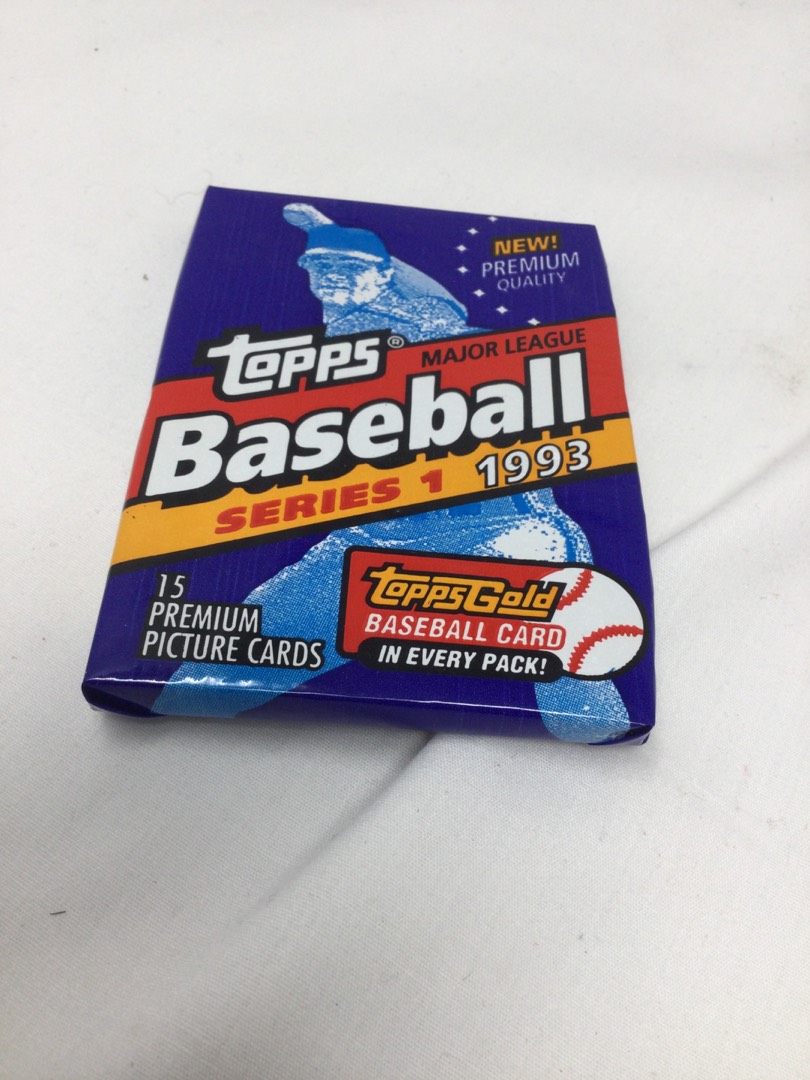 NEW!
PREMIUM
QUALITY
TOPPS®
MAJOR LEAGUE
Baseball
SERIES 1 1993
15
PREMIUM
PICTURE CARDS
ToppsGold
BASEBALL CARD
IN EVERY PACK!